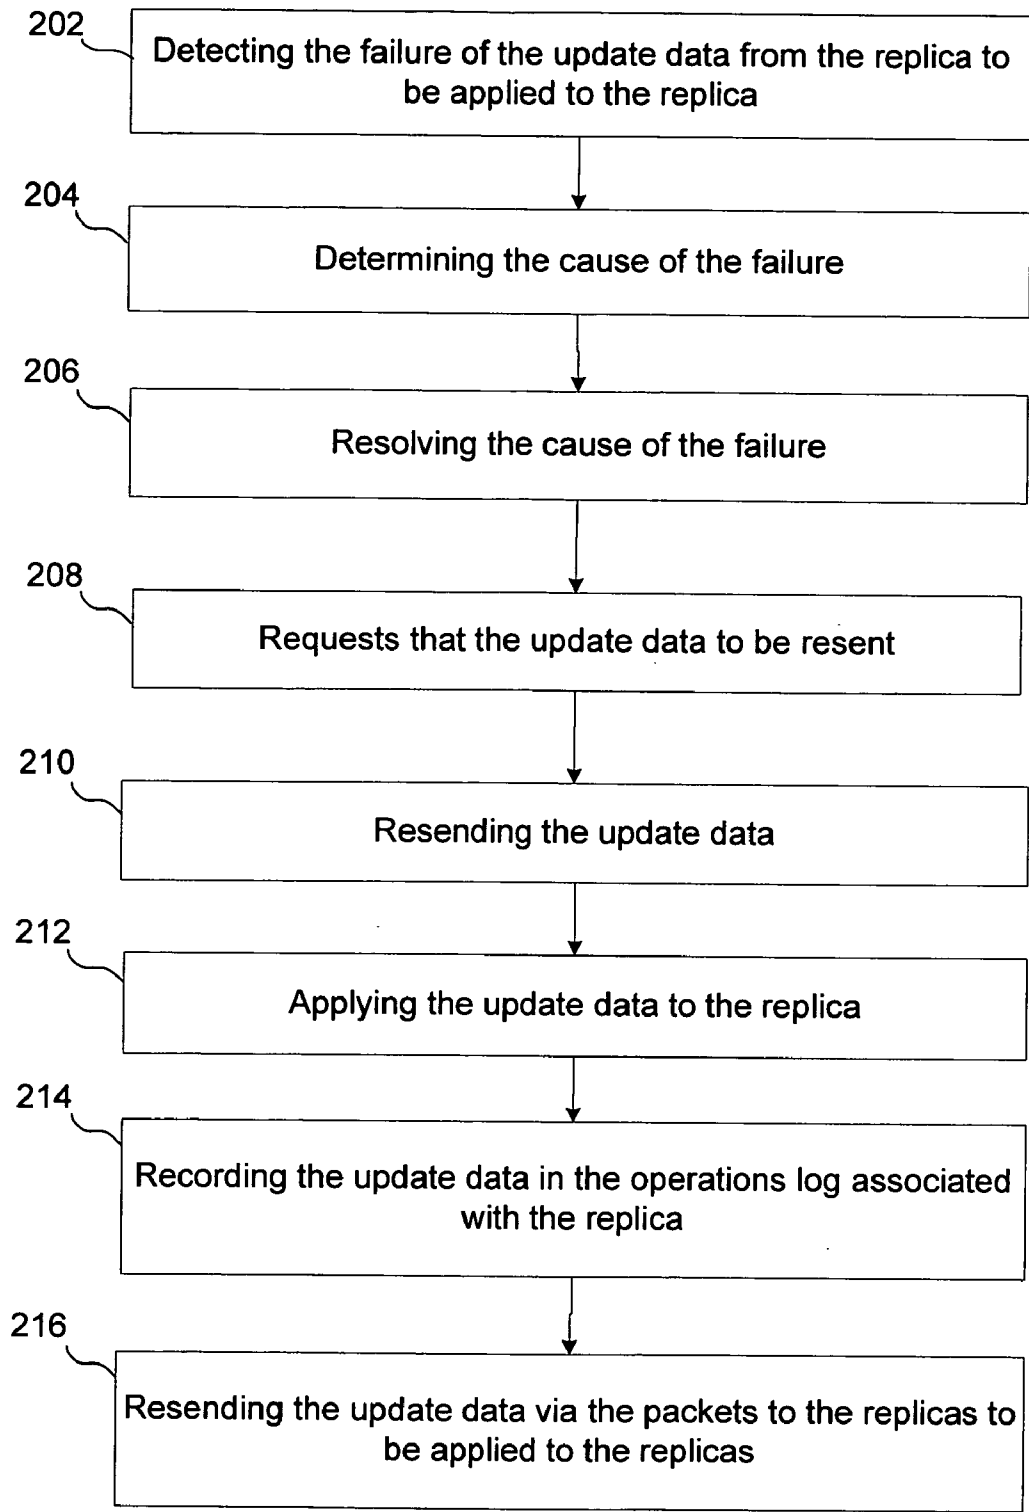 202
Detecting the failure of the update data from the replica to
be applied to the replica
204
Determining the cause of the failure
206
Resolving the cause of the failure
208
Requests that the update data to be resent
210
Resending the update data
212
Applying the update data to the replica
214
Recording the update data in the operations log associated
with the replica
216
Resending the update data via the packets to the replicas to
be applied to the replicas